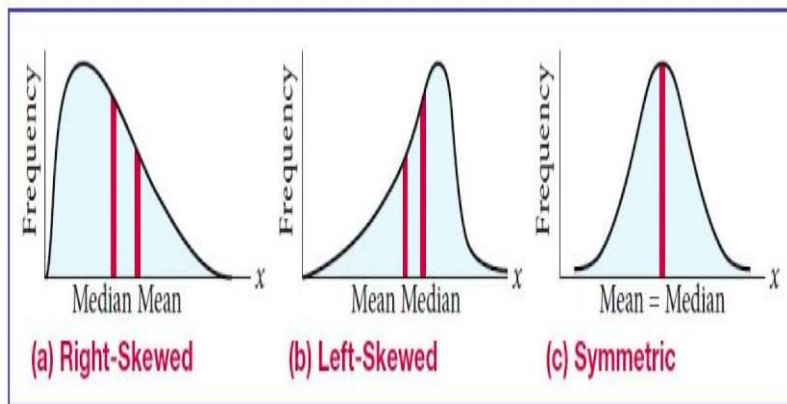 Frequency
x
Median Mean
(a) Right-Skewed
Frequency
x
Mean Median
(b) Left-Skewed
Frequency
x
Mean = Median
(c) Symmetric